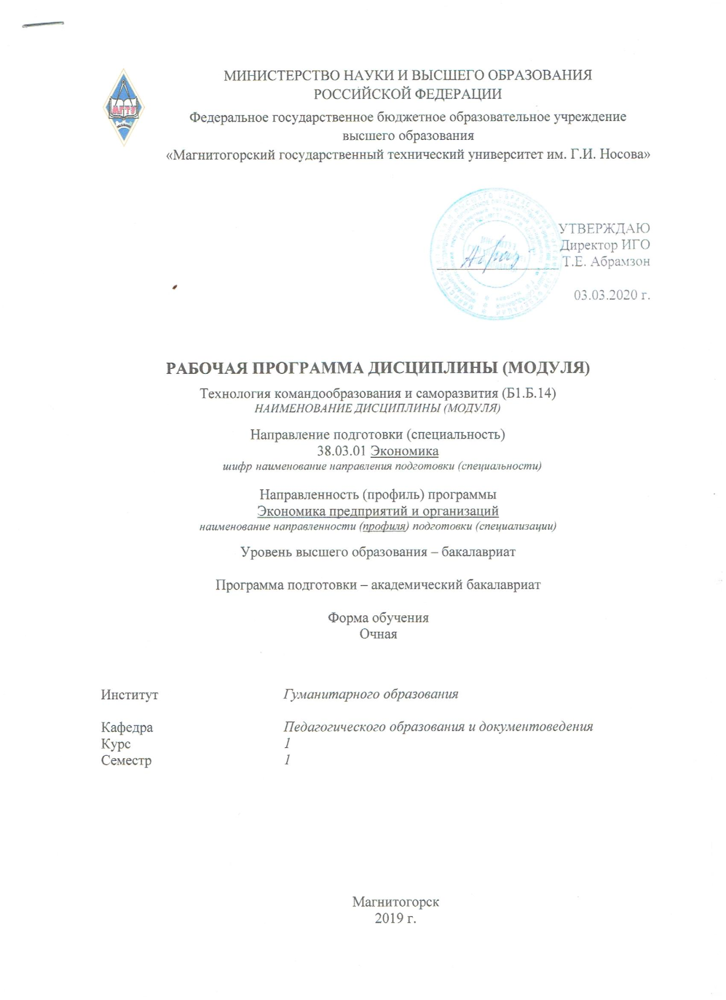 МИНИСТЕРСТВО НАУКИ И ВЫСШЕГО ОБРАЗОВАНИЯ
РОССИЙСКОЙ ФЕДЕРАЦИИ
Федеральное государственное бюджетное образовательное учреждение
высшего образования
«Магнитогорский государственный технический университет им. Г.И. Носова»
МГТУ
УТВЕРЖДАЮ
Директор ИГО
Т.Е. Абрамзон
03.03.2020 г.
РАБОЧАЯ ПРОГРАММА ДИСЦИПЛИНЫ (МОДУЛЯ)
Технология командообразования и саморазвития (Б1.Б.14)
НАИМЕНОВАНИЕ ДИСЦИПЛИНЫ (МОДУЛЯ)
Направление подготовки (специальность)
38.03.01 Экономика
шифр наименование направления подготовки (специальности)
Направленность (профиль) программы
Экономика предприятий и организаций
наименование направленности (профиля) подготовки (специализации)
Уровень высшего образования – бакалавриат
Программа подготовки – академический бакалавриат
Форма обучения
Очная
Институт Гуманитарного образования
Кафедра Педагогического образования и документоведения
Курс 1
Семестр 1
Магнитогорск
2019 г.